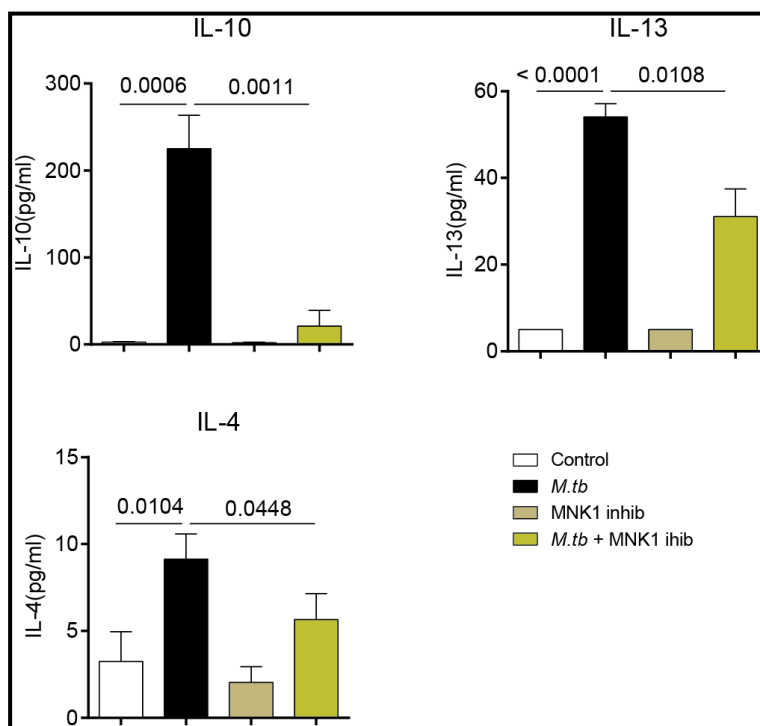 IL-10
300
200
100
0
IL-10(pg/ml)
0.0006
0.0011
IL-13
60
40
20
0
IL-13(pg/ml)
< 0.0001
0.0108
IL-4
15
10
5
0
IL-4(pg/ml)
0.0104
0.0448
Control
M.tb
MNK1 inhib
M.tb + MNK1 ihib